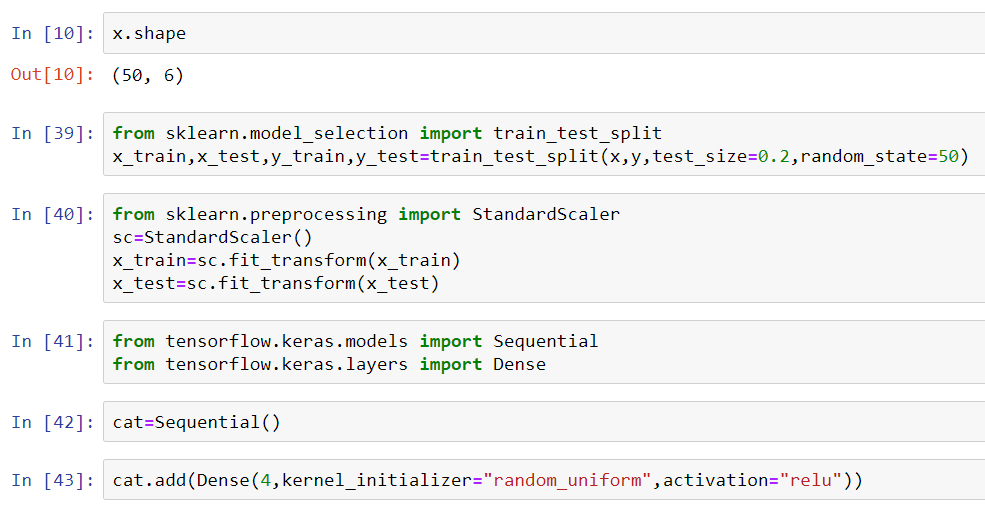 In [10]: x.shape
Out[10]: (50, 6)
In [39]: from sklearn.model_selection import train_test_split
x_train,x_test,y_train,y_test=train_test_split(x,y,test_size=0.2,random_state=50)
In [40]: from sklearn.preprocessing import StandardScaler
sc=StandardScaler()
x_train=sc.fit_transform(x_train)
x_test=sc.fit_transform(x_test)
In [41]: from tensorflow.keras.models import Sequential
from tensorflow.keras.layers import Dense
In [42]: cat=Sequential()
In [43]: cat.add(Dense(4,kernel_initializer="random_uniform",activation="relu"))